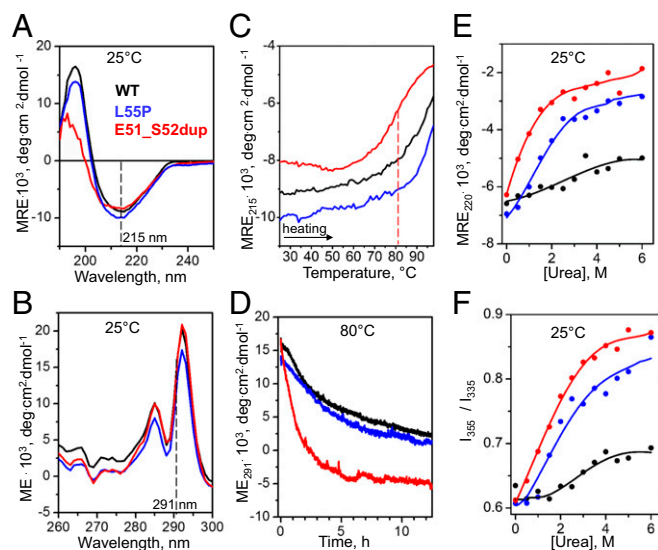 A
25°C
WT
L55P
E51_S52dup
215 nm
MRE·10³, deg·cm²·dmol⁻¹
20
10
0
-10
200 220 240
Wavelength, nm
C
heating
MRE₂₁₅·10³, deg·cm²·dmol⁻¹
-4
-6
-8
-10
30 40 50 60 70 80 90
Temperature, °C
E
25°C
MRE₂₂₀·10³, deg·cm²·dmol⁻¹
0
-2
-4
-6
-8
0 2 4 6
[Urea], M
B
25°C
291 nm
ME·10³, deg·cm²·dmol⁻¹
20
15
10
5
0
-5
260 270 280 290 300
Wavelength, nm
D
80°C
ME₂₉₁·10³, deg·cm²·dmol⁻¹
25
20
15
10
5
0
-5
-10
0 5 10
Time, h
F
25°C
I₃₅₅ / I₃₃₅
0.9
0.8
0.7
0.6
0 2 4 6
[Urea], M